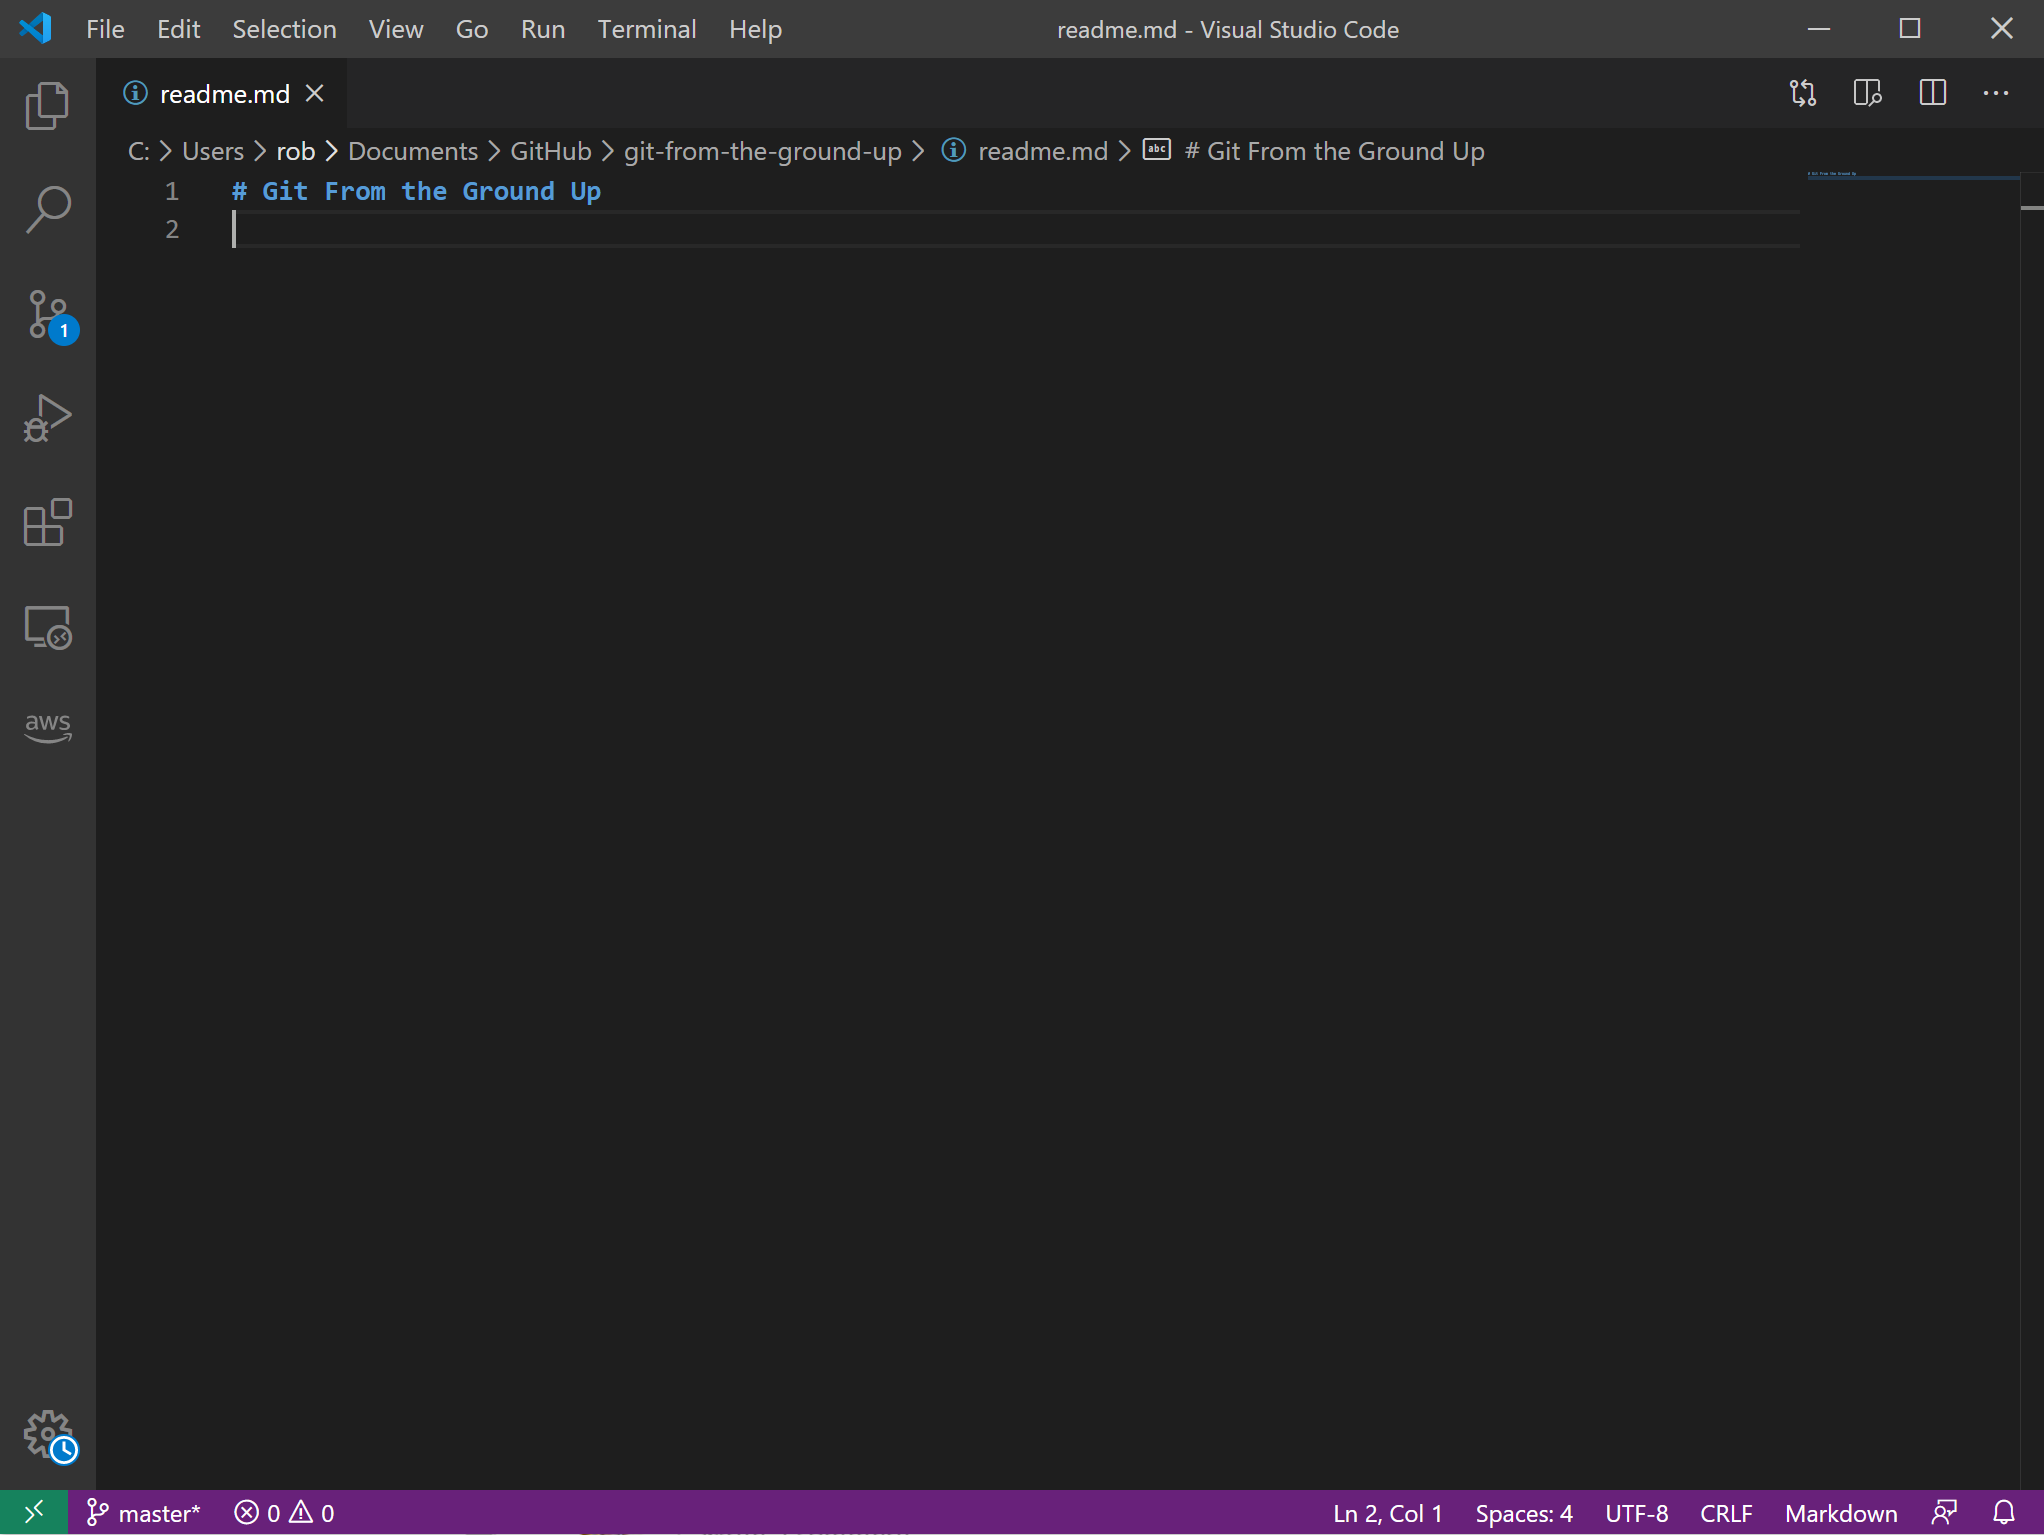 File Edit Selection View Go Run Terminal Help readme.md - Visual Studio Code
readme.md
C: > Users > rob > Documents > GitHub > git-from-the-ground-up > readme.md > abc # Git From the Ground Up
1 # Git From the Ground Up
2
1
aws
master* 0 0 Ln 2, Col 1 Spaces: 4 UTF-8 CRLF Markdown